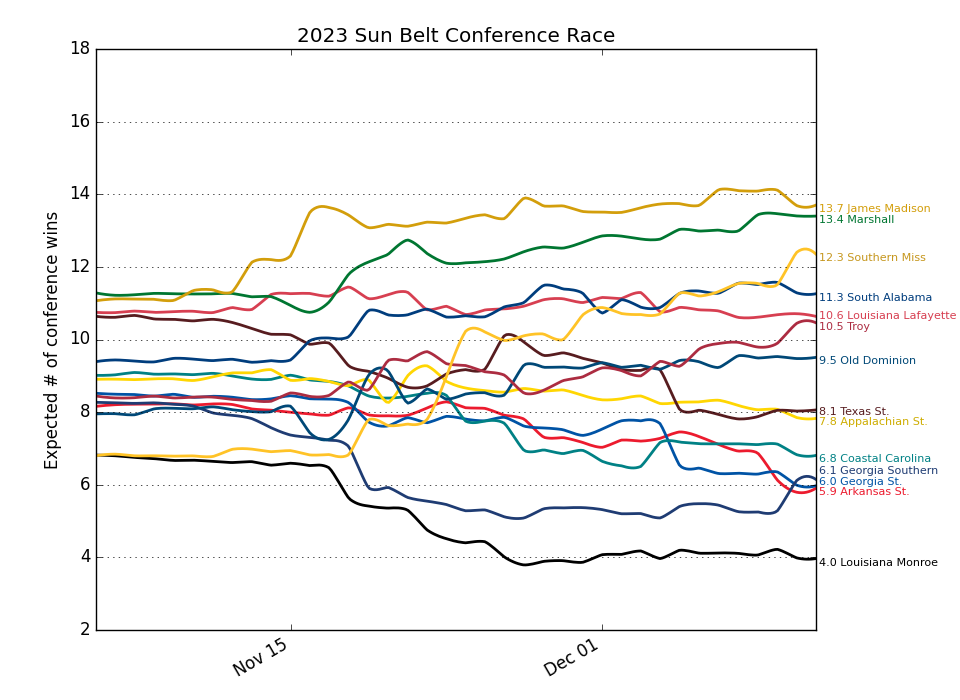 2023 Sun Belt Conference Race
Expected # of conference wins
18
16
14
12
10
8
6
4
2
Nov 15
Dec 01
13.7 James Madison
13.4 Marshall
12.3 Southern Miss
11.3 South Alabama
10.6 Louisiana Lafayette
10.5 Troy
9.5 Old Dominion
8.1 Texas St.
7.8 Appalachian St.
6.8 Coastal Carolina
6.1 Georgia Southern
6.0 Georgia St.
5.9 Arkansas St.
4.0 Louisiana Monroe